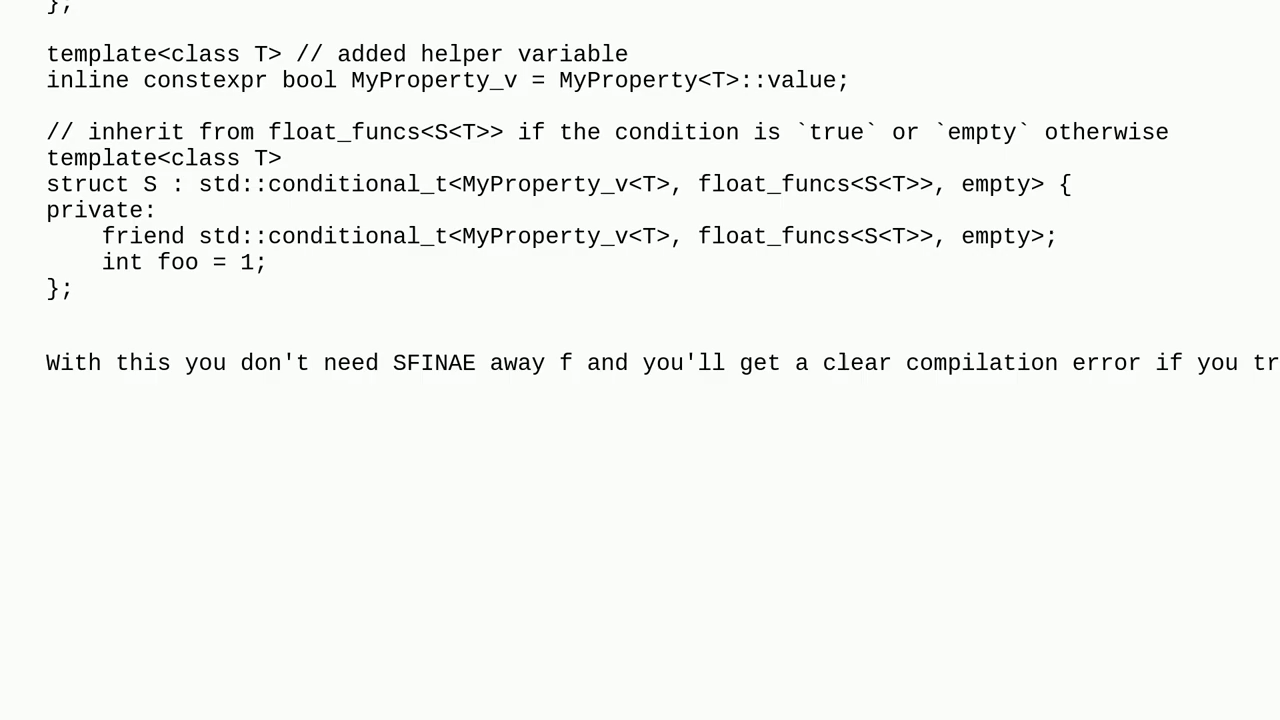 };
template<class T> // added helper variable
inline constexpr bool MyProperty_v = MyProperty<T>::value;
// inherit from float_funcs<S<T>> if the condition is `true` or `empty` otherwise
template<class T>
struct S : std::conditional_t<MyProperty_v<T>, float_funcs<S<T>>, empty> {
private:
    friend std::conditional_t<MyProperty_v<T>, float_funcs<S<T>>, empty>;
    int foo = 1;
};
With this you don't need SFINAE away f and you'll get a clear compilation error if you tr